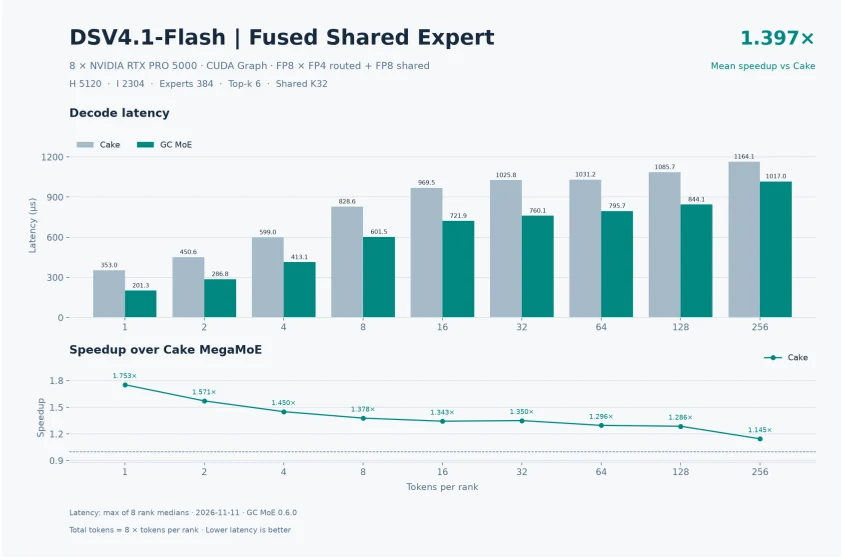 DSV4.1-Flash | Fused Shared Expert
1.397×
8 × NVIDIA RTX PRO 5000 · CUDA Graph · FP8 × FP4 routed + FP8 shared
Mean speedup vs Cake
H 5120 · I 2304 · Experts 384 · Top-k 6 · Shared K32
Decode latency
Cake
GC MoE
Latency (µs)
1200
900
600
300
0
353.0 201.3
450.6 286.8
599.0 413.1
828.6 601.5
969.5 721.9
1025.8 760.1
1031.2 795.7
1085.7 844.1
1164.1 1017.0
1 2 4 8 16 32 64 128 256
Speedup over Cake MegaMoE
Cake
Speedup
1.8
1.5
1.2
0.9
1.753× 1.571× 1.450× 1.378× 1.343× 1.350× 1.296× 1.286× 1.145×
1 2 4 8 16 32 64 128 256
Tokens per rank
Latency: max of 8 rank medians · 2026-11-11 · GC MoE 0.6.0
Total tokens = 8 × tokens per rank · Lower latency is better